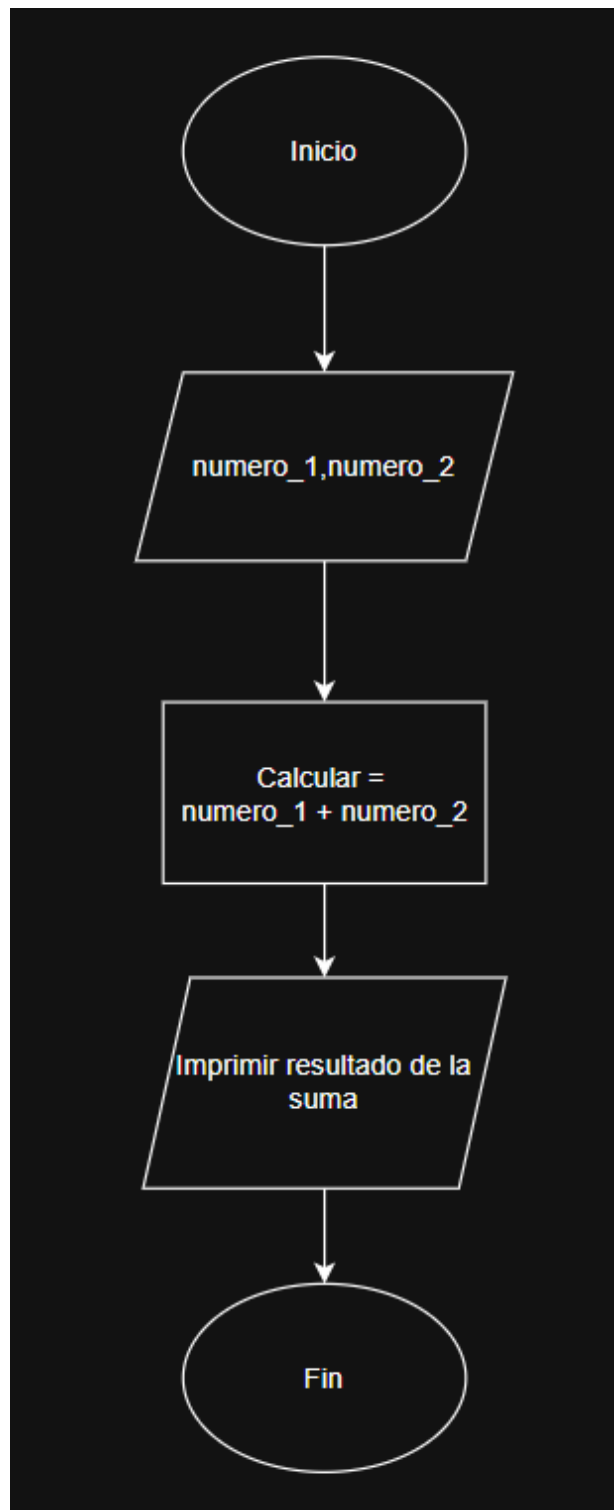 Inicio
numero_1,numero_2
Calcular =
numero_1 + numero_2
Imprimir resultado de la
suma
Fin